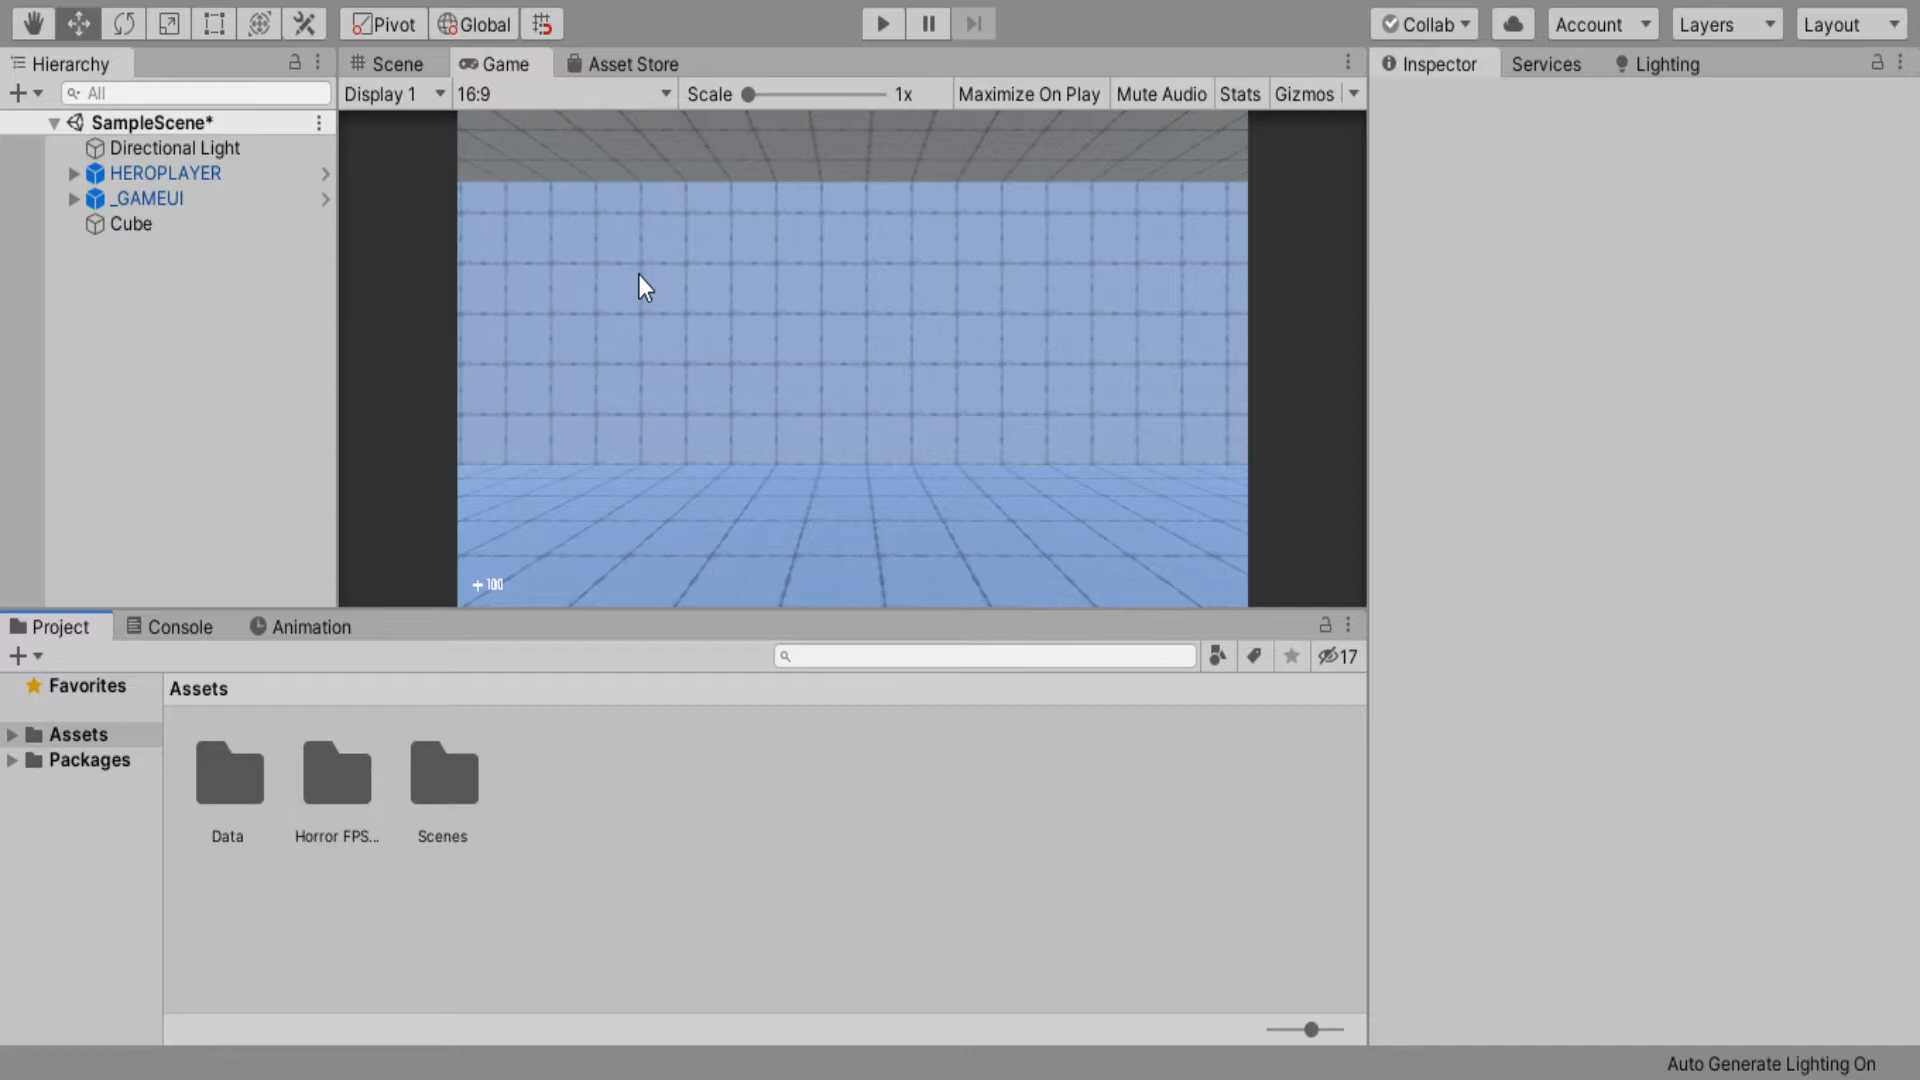 Pivot Global Collab Account Layers Layout
Hierarchy Scene Game Asset Store Inspector Services Lighting
All Display 1 16:9 Scale 1x Maximize On Play Mute Audio Stats Gizmos
SampleScene*
Directional Light
HEROPLAYER
_GAMEUI
Cube
+ 100
Project Console Animation
17
Favorites Assets
Assets
Packages
Data Horror FPS... Scenes
Auto Generate Lighting On